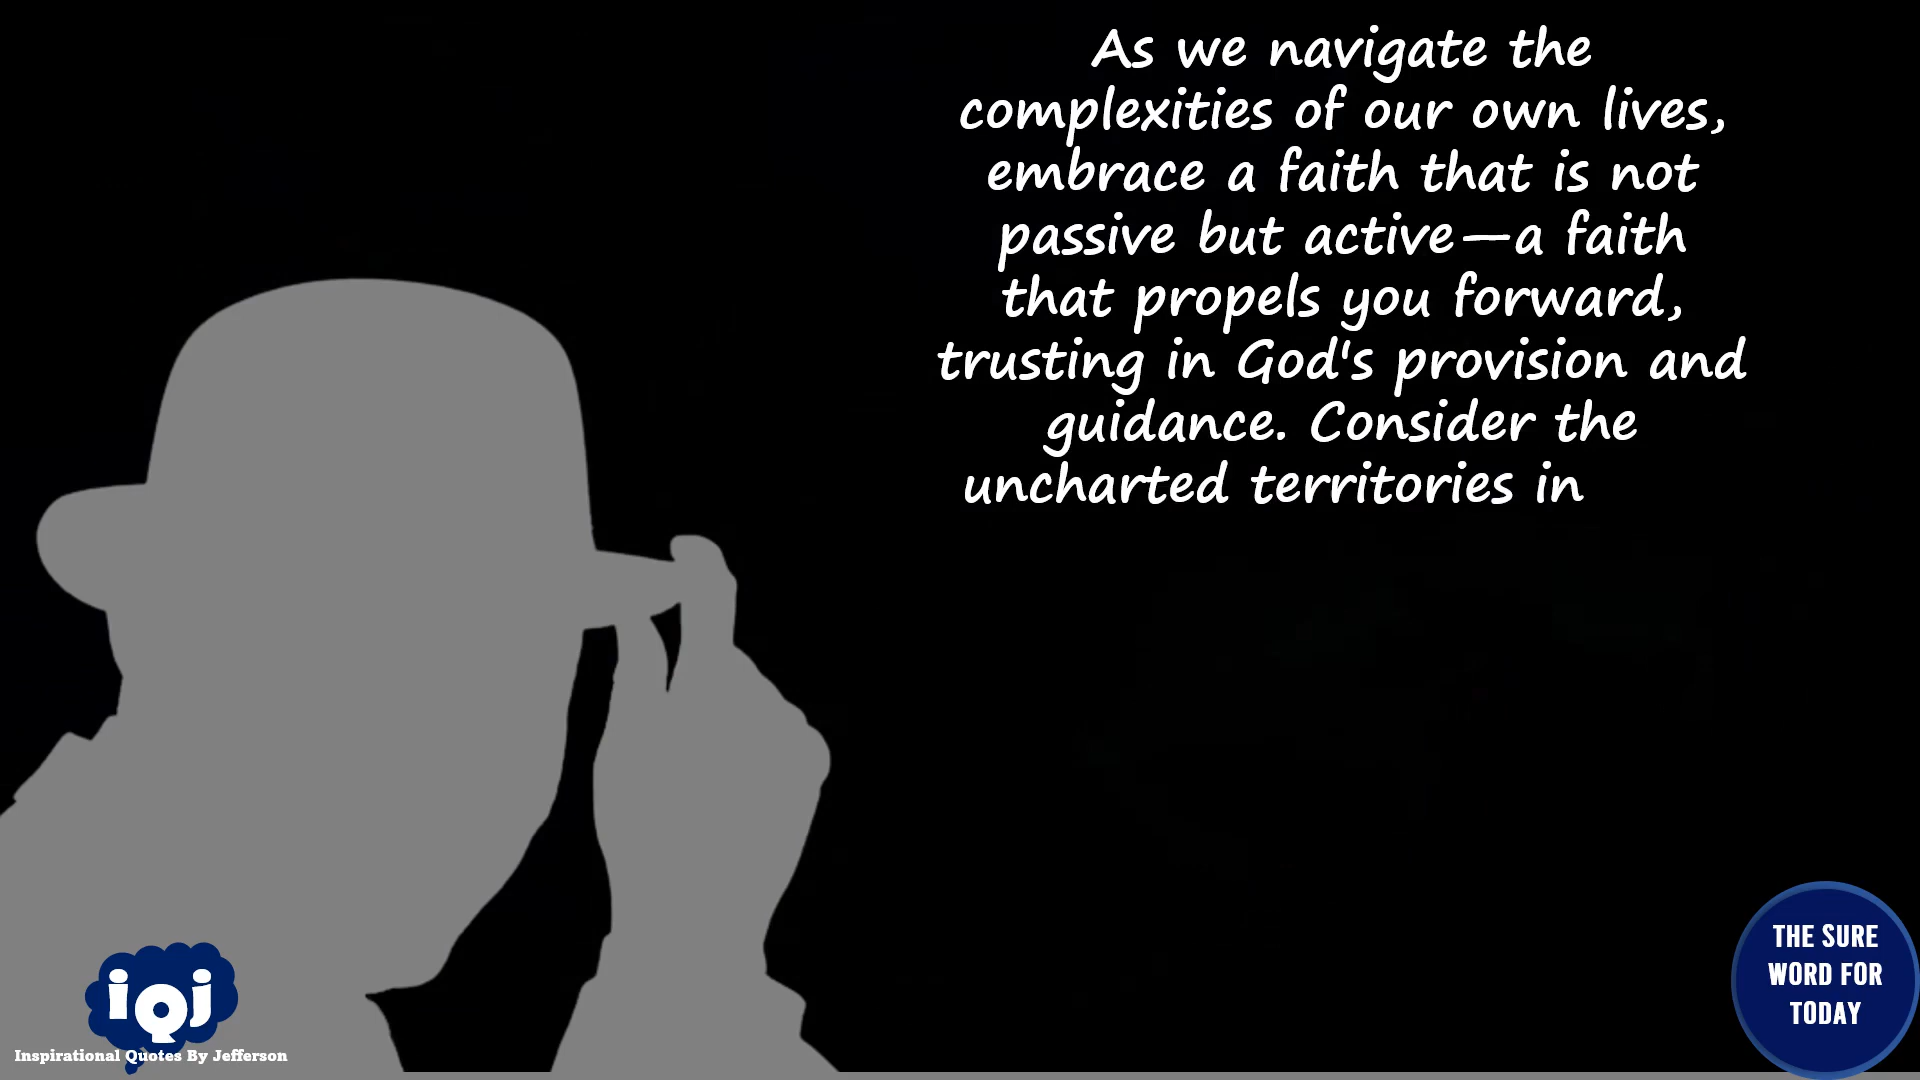 As we navigate the
complexities of our own lives,
embrace a faith that is not
passive but active—a faith
that propels you forward,
trusting in God's provision and
guidance. Consider the
uncharted territories in
iQj
Inspirational Quotes By Jefferson
THE SURE
WORD FOR
TODAY